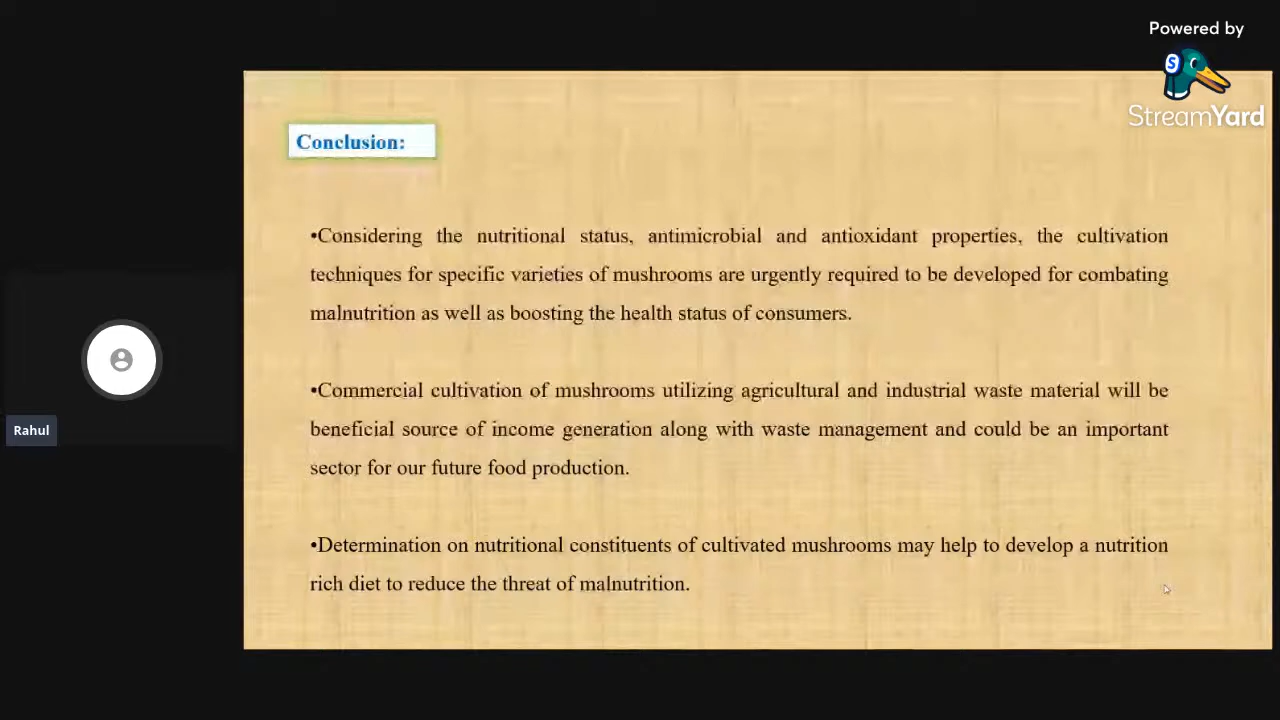 Powered by
S
StreamYard
Conclusion:
•Considering the nutritional status, antimicrobial and antioxidant properties, the cultivation
techniques for specific varieties of mushrooms are urgently required to be developed for combating
malnutrition as well as boosting the health status of consumers.
•Commercial cultivation of mushrooms utilizing agricultural and industrial waste material will be
beneficial source of income generation along with waste management and could be an important
sector for our future food production.
•Determination on nutritional constituents of cultivated mushrooms may help to develop a nutrition
rich diet to reduce the threat of malnutrition.
Rahul